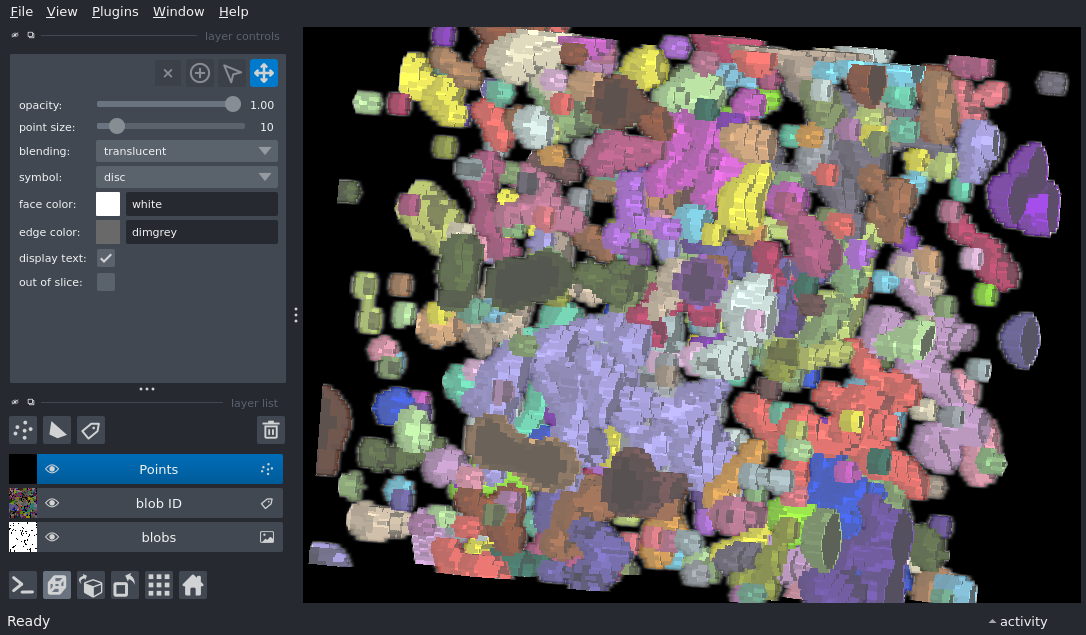 File View Plugins Window Help
layer controls
opacity: 1.00
point size: 10
blending: translucent
symbol: disc
face color: white
edge color: dimgrey
display text:
out of slice:
layer list
Points
blob ID
blobs
Ready activity